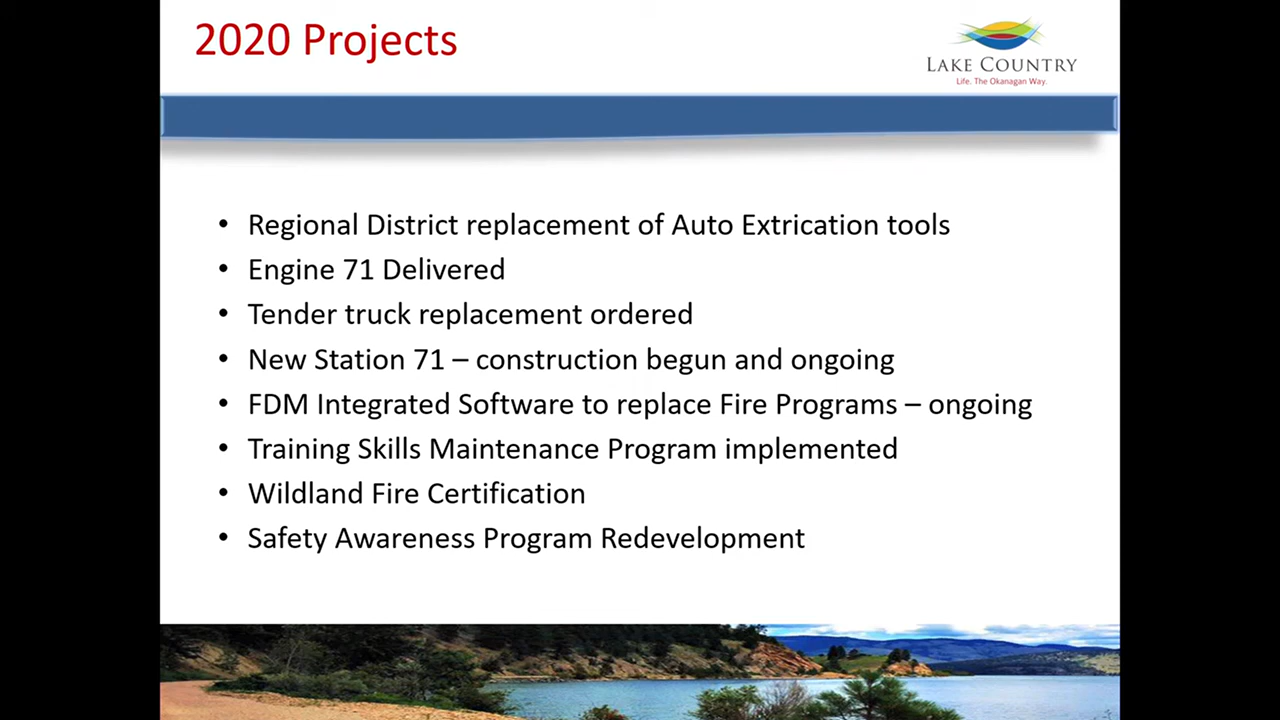 2020 Projects
LAKE COUNTRY
Life. The Okanagan Way.
• Regional District replacement of Auto Extrication tools
• Engine 71 Delivered
• Tender truck replacement ordered
• New Station 71 – construction begun and ongoing
• FDM Integrated Software to replace Fire Programs – ongoing
• Training Skills Maintenance Program implemented
• Wildland Fire Certification
• Safety Awareness Program Redevelopment